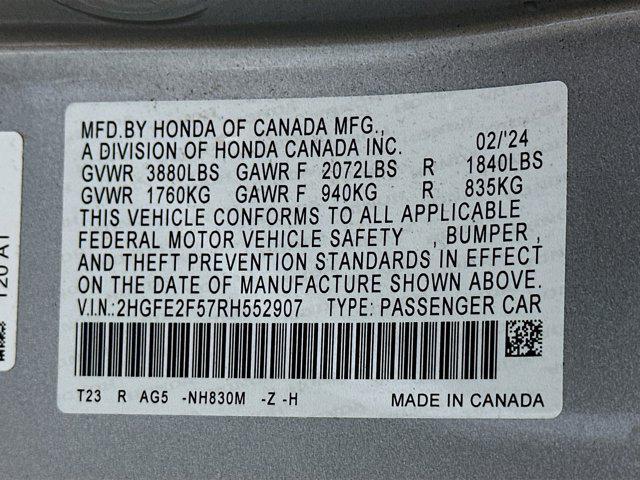 MFD.BY HONDA OF CANADA MFG.,
A DIVISION OF HONDA CANADA INC. 02/'24
GVWR 3880LBS GAWR F 2072LBS R 1840LBS
GVWR 1760KG GAWR F 940KG R 835KG
THIS VEHICLE CONFORMS TO ALL APPLICABLE
FEDERAL MOTOR VEHICLE SAFETY , BUMPER ,
AND THEFT PREVENTION STANDARDS IN EFFECT
ON THE DATE OF MANUFACTURE SHOWN ABOVE.
V.I.N.:2HGFE2F57RH552907 TYPE: PASSENGER CAR
T23 R AG5 -NH830M -Z -H MADE IN CANADA